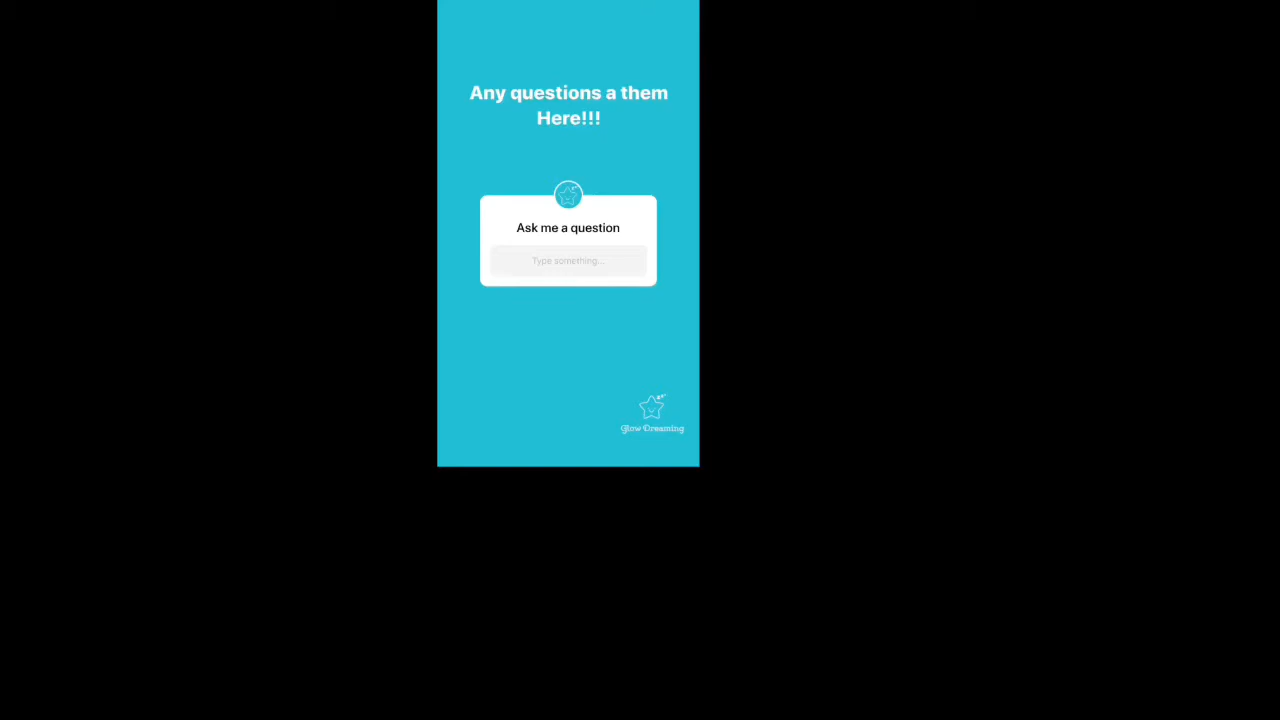 Any questions a them
Here!!!
Ask me a question
Type something...
Glow Dreaming